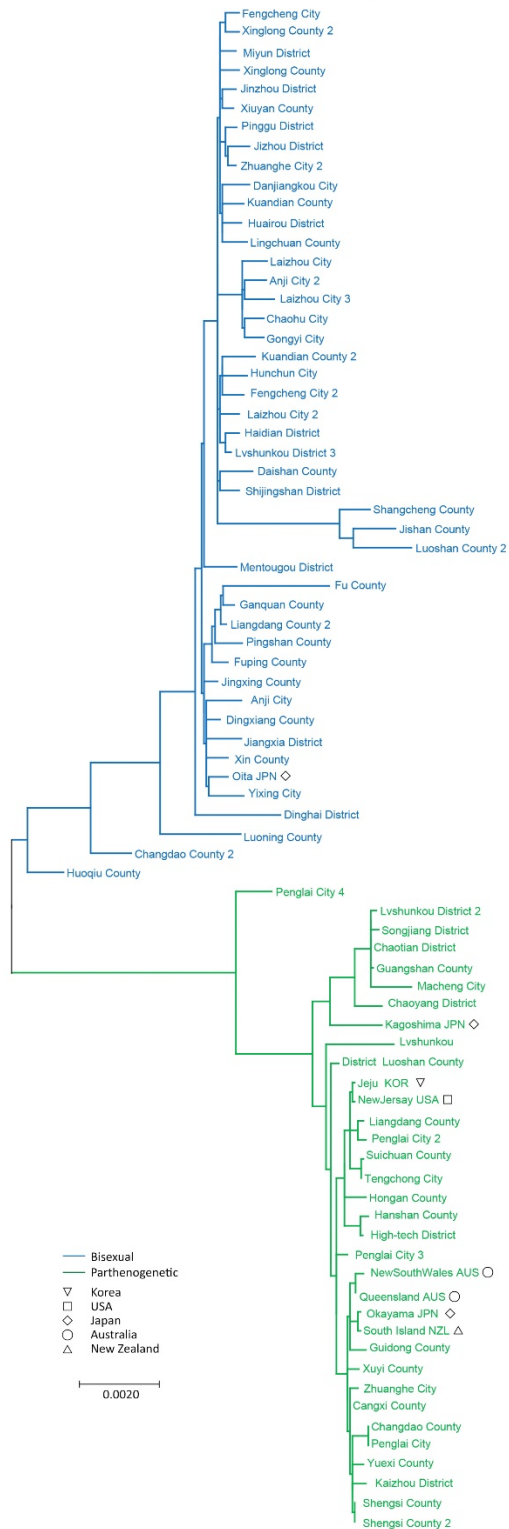 Fengcheng City
Xinglong County 2
Miyun District
Xinglong County
Jinzhou District
Xiuyan County
Pinggu District
Jizhou District
Zhuanghe City 2
Danjiangkou City
Kuandian County
Huairou District
Lingchuan County
Laizhou City
Anji City 2
Laizhou City 3
Chaohu City
Gongyi City
Kuandian County 2
Hunchun City
Fengcheng City 2
Laizhou City 2
Haidian District
Lvshunkou District 3
Daishan County
Shijingshan District
Shangcheng County
Jishan County
Luoshan County 2
Mentougou District
Fu County
Ganquan County
Liangdang County 2
Pingshan County
Fuping County
Jingxing County
Anji City
Dingxiang County
Jiangxia District
Xin County
Oita JPN ◇
Yixing City
Dinghai District
Luoning County
Changdao County 2
Huoqiu County
Penglai City 4
Lvshunkou District 2
Songjiang District
Chaotian District
Guangshan County
Macheng City
Chaoyang District
Kagoshima JPN ◇
Lvshunkou
District Luoshan County
Jeju KOR ▽
NewJersay USA □
Liangdang County
Penglai City 2
Suichuan County
Tengchong City
Hongan County
Hanshan County
High-tech District
Penglai City 3
NewSouthWales AUS ○
Queensland AUS ○
Okayama JPN ◇
South Island NZL △
Guidong County
Xuyi County
Zhuanghe City
Cangxi County
Changdao County
Penglai City
Yuexi County
Kaizhou District
Shengsi County
Shengsi County 2
Bisexual
Parthenogenetic
▽ Korea
□ USA
◇ Japan
○ Australia
△ New Zealand
0.0020